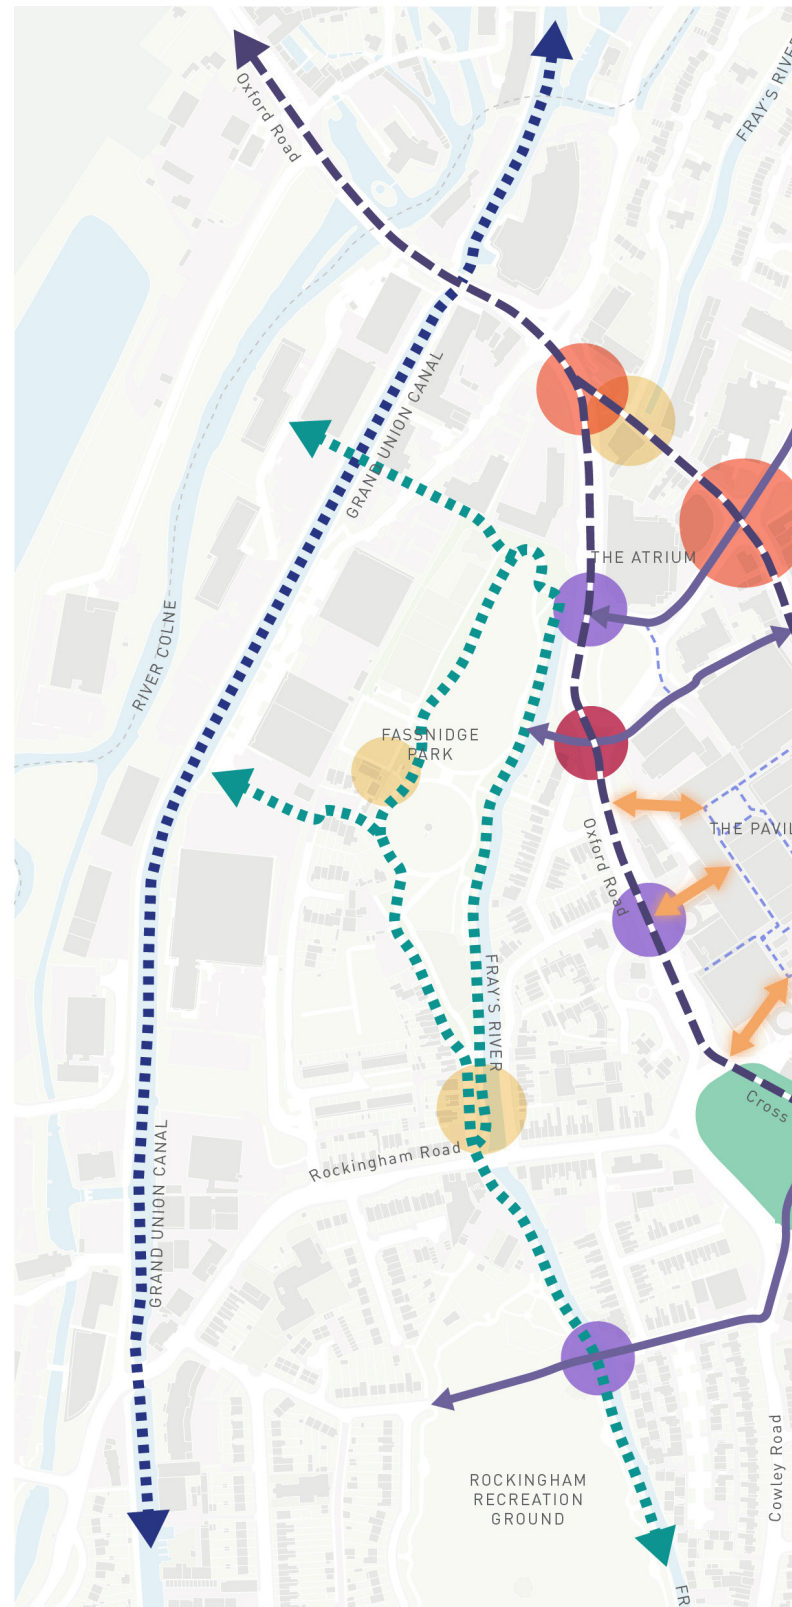 Oxford Road
FRAY'S RIVER
GRAND UNION CANAL
THE ATRIUM
RIVER COLNE
FASSNIDGE
PARK
Oxford Road
THE PAVIL
FRAY'S RIVER
Cross
Rockingham Road
GRAND UNION CANAL
Cowley Road
ROCKINGHAM
RECREATION
GROUND
FR